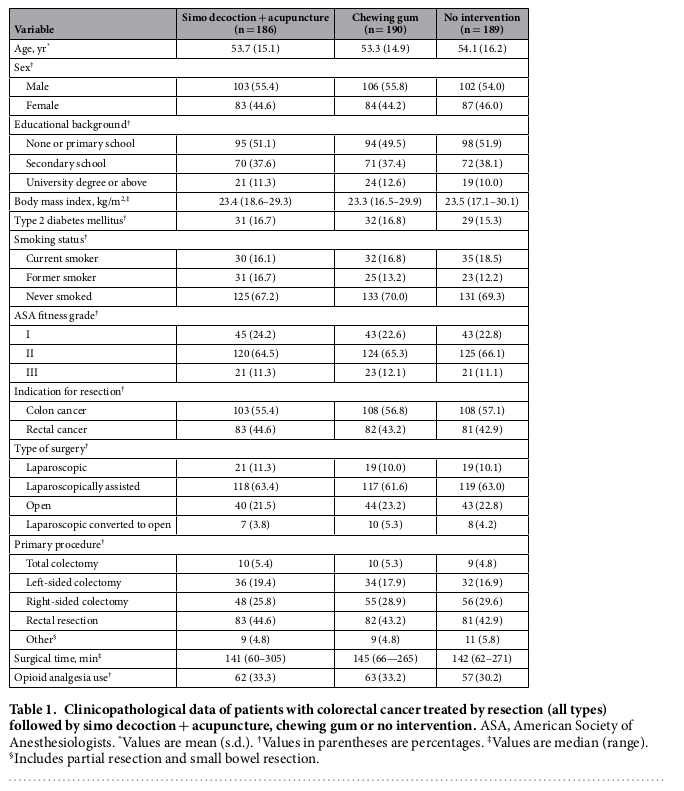 Variable Simo decoction + acupuncture (n = 186) Chewing gum (n = 190) No intervention (n = 189)
Age, yr* 53.7 (15.1) 53.3 (14.9) 54.1 (16.2)
Sex†
Male 103 (55.4) 106 (55.8) 102 (54.0)
Female 83 (44.6) 84 (44.2) 87 (46.0)
Educational background†
None or primary school 95 (51.1) 94 (49.5) 98 (51.9)
Secondary school 70 (37.6) 71 (37.4) 72 (38.1)
University degree or above 21 (11.3) 24 (12.6) 19 (10.0)
Body mass index, kg/m2,‡ 23.4 (18.6–29.3) 23.3 (16.5–29.9) 23.5 (17.1–30.1)
Type 2 diabetes mellitus† 31 (16.7) 32 (16.8) 29 (15.3)
Smoking status†
Current smoker 30 (16.1) 32 (16.8) 35 (18.5)
Former smoker 31 (16.7) 25 (13.2) 23 (12.2)
Never smoked 125 (67.2) 133 (70.0) 131 (69.3)
ASA fitness grade†
I 45 (24.2) 43 (22.6) 43 (22.8)
II 120 (64.5) 124 (65.3) 125 (66.1)
III 21 (11.3) 23 (12.1) 21 (11.1)
Indication for resection†
Colon cancer 103 (55.4) 108 (56.8) 108 (57.1)
Rectal cancer 83 (44.6) 82 (43.2) 81 (42.9)
Type of surgery†
Laparoscopic 21 (11.3) 19 (10.0) 19 (10.1)
Laparoscopically assisted 118 (63.4) 117 (61.6) 119 (63.0)
Open 40 (21.5) 44 (23.2) 43 (22.8)
Laparoscopic converted to open 7 (3.8) 10 (5.3) 8 (4.2)
Primary procedure†
Total colectomy 10 (5.4) 10 (5.3) 9 (4.8)
Left-sided colectomy 36 (19.4) 34 (17.9) 32 (16.9)
Right-sided colectomy 48 (25.8) 55 (28.9) 56 (29.6)
Rectal resection 83 (44.6) 82 (43.2) 81 (42.9)
Other§ 9 (4.8) 9 (4.8) 11 (5.8)
Surgical time, min‡ 141 (60–305) 145 (66—265) 142 (62–271)
Opioid analgesia use† 62 (33.3) 63 (33.2) 57 (30.2)
Table 1. Clinicopathological data of patients with colorectal cancer treated by resection (all types)
followed by simo decoction + acupuncture, chewing gum or no intervention. ASA, American Society of
Anesthesiologists. *Values are mean (s.d.). †Values in parentheses are percentages. ‡Values are median (range).
§Includes partial resection and small bowel resection.